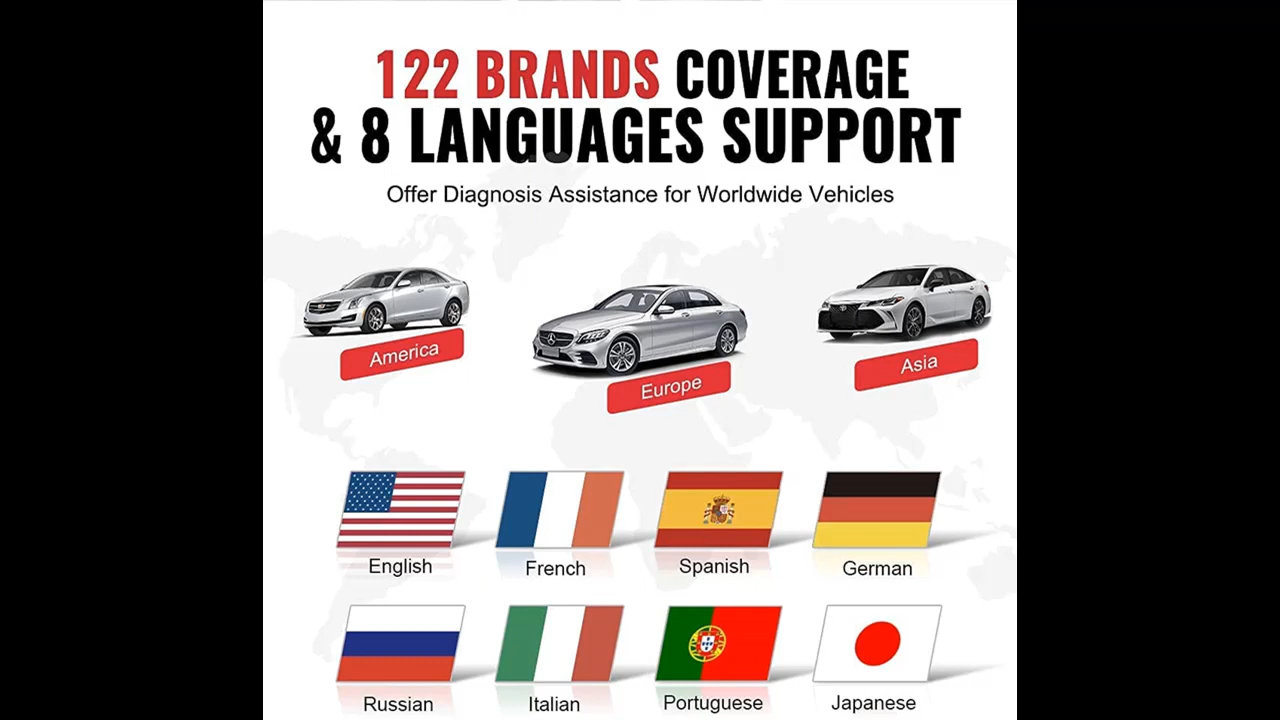 122 BRANDS COVERAGE
& 8 LANGUAGES SUPPORT
Offer Diagnosis Assistance for Worldwide Vehicles
America
Europe
Asia
English
French
Spanish
German
Russian
Italian
Portuguese
Japanese